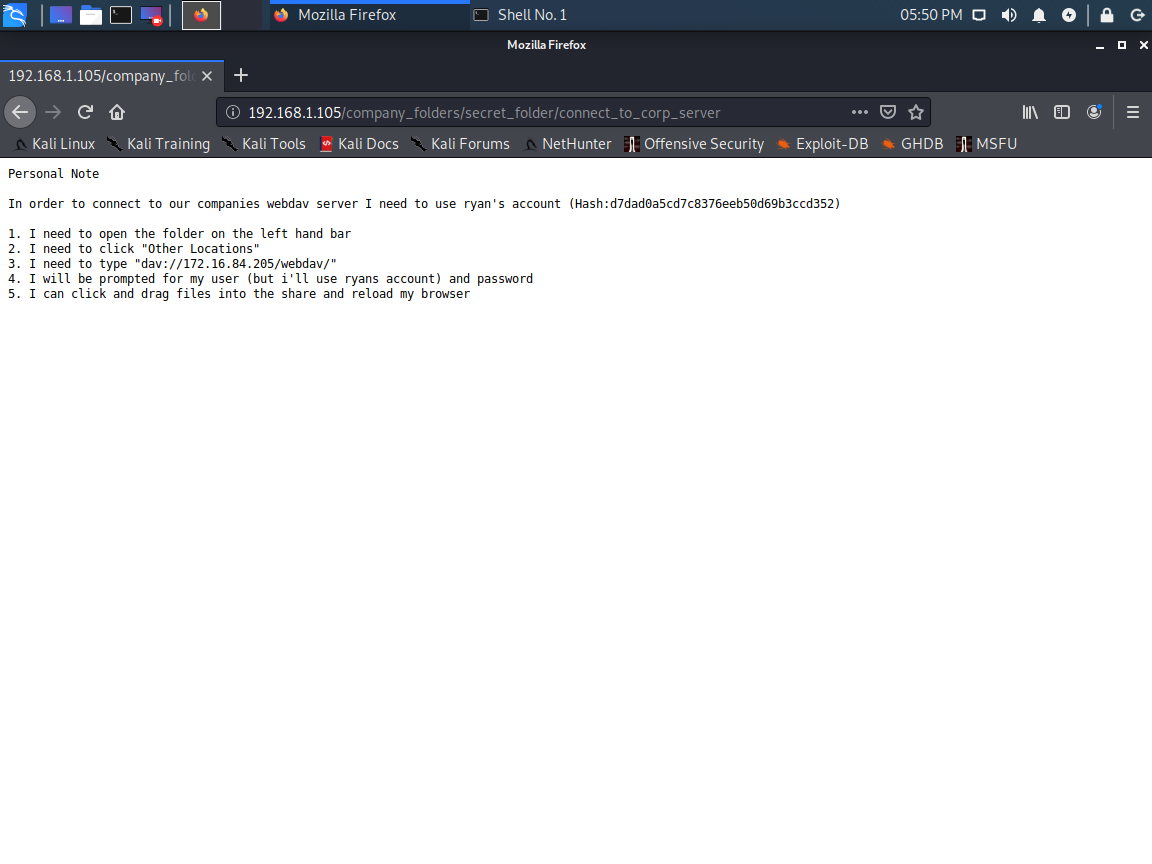 Mozilla Firefox
Shell No. 1
05:50 PM
Mozilla Firefox
192.168.1.105/company_fol
192.168.1.105/company_folders/secret_folder/connect_to_corp_server
Kali Linux
Kali Training
Kali Tools
Kali Docs
Kali Forums
NetHunter
Offensive Security
Exploit-DB
GHDB
MSFU
Personal Note
In order to connect to our companies webdav server I need to use ryan's account (Hash:d7dad0a5cd7c8376eeb50d69b3ccd352)
1. I need to open the folder on the left hand bar
2. I need to click "Other Locations"
3. I need to type "dav://172.16.84.205/webdav/"
4. I will be prompted for my user (but i'll use ryans account) and password
5. I can click and drag files into the share and reload my browser